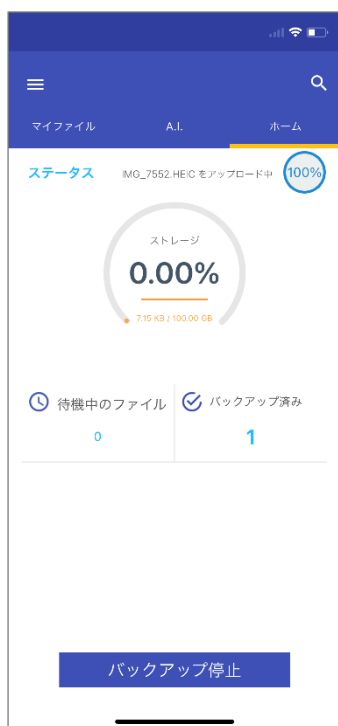 マイファイル
A.I.
ホーム
ステータス
IMG_7552.HEIC をアップロード中
100%
ストレージ
0.00%
7.15 KB / 100.00 GB
待機中のファイル
0
バックアップ済み
1
バックアップ停止